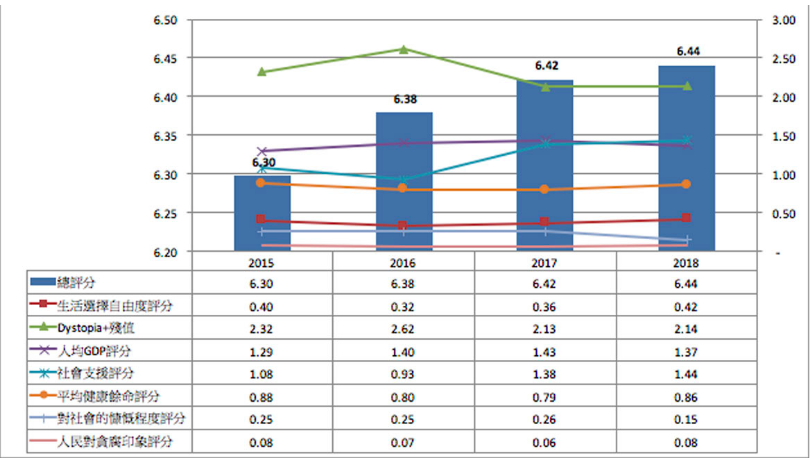 6.50 3.00
6.45 2.50
6.40 2.00
6.35 1.50
6.30 1.00
6.25 0.50
6.20 -
6.30 6.38 6.42 6.44
2015 2016 2017 2018
總評分 6.30 6.38 6.42 6.44
生活選擇自由度評分 0.40 0.32 0.36 0.42
Dystopia+殘值 2.32 2.62 2.13 2.14
人均GDP評分 1.29 1.40 1.43 1.37
社會支援評分 1.08 0.93 1.38 1.44
平均健康餘命評分 0.88 0.80 0.79 0.86
對社會的慷慨程度評分 0.25 0.25 0.26 0.15
人民對貪腐印象評分 0.08 0.07 0.06 0.08